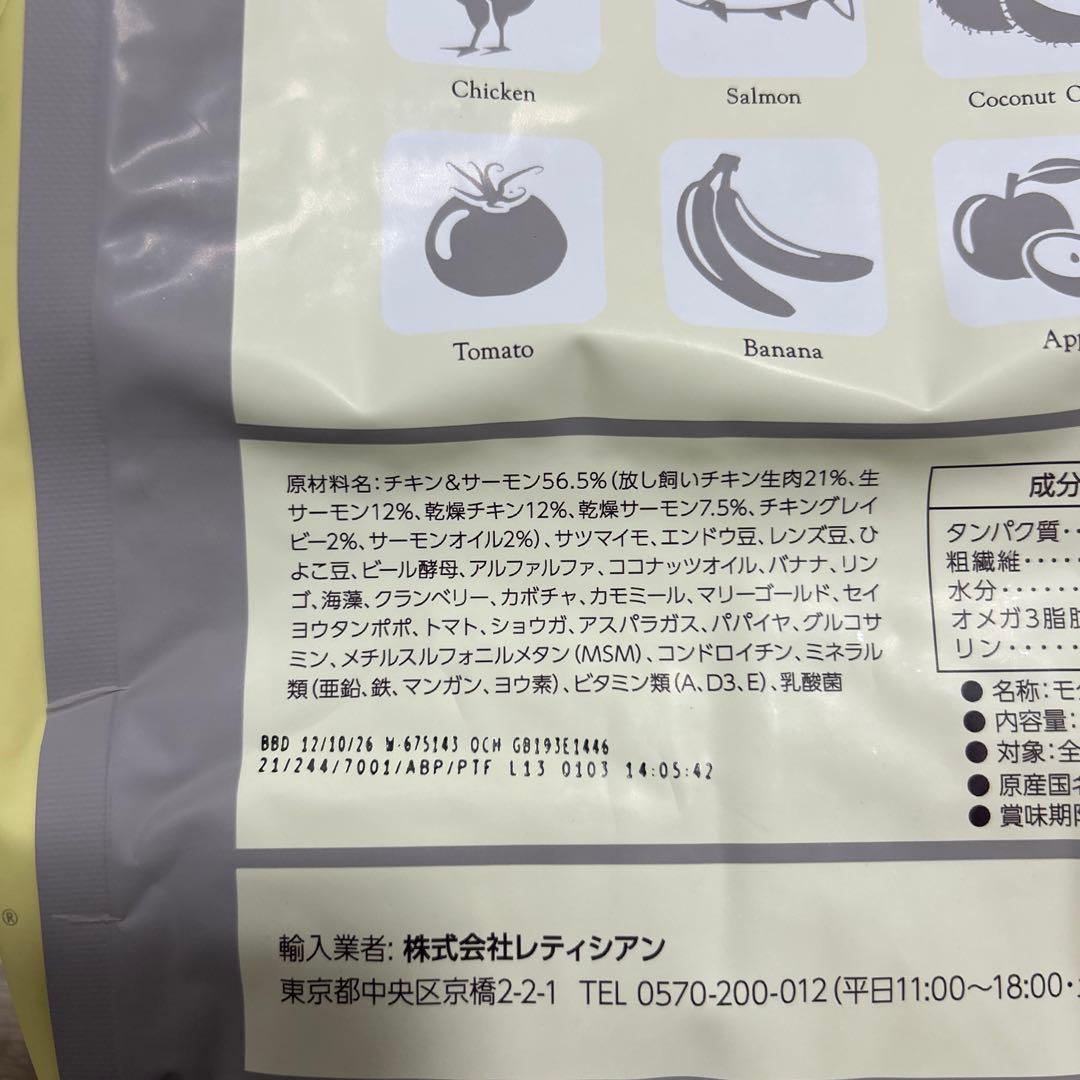 Chicken
Salmon
Coconut
Tomato
Banana
原材料名:チキン&サーモン56.5%(放し飼いチキン生肉21%、生
サーモン12%、乾燥チキン12%、乾燥サーモン7.5%、チキングレイ
ビー2%、サーモンオイル2%)、サツマイモ、エンドウ豆、レンズ豆、ひ
よこ豆、ビール酵母、アルファルファ、ココナッツオイル、バナナ、リン
ゴ、海藻、クランベリー、カボチャ、カモミール、マリーゴールド、セイ
ヨウタンポポ、トマト、ショウガ、アスパラガス、パパイヤ、グルコサ
ミン、メチルスルフォニルメタン(MSM)、コンドロイチン、ミネラル
類(亜鉛、鉄、マンガン、ヨウ素)、ビタミン類(A、D3、E)、乳酸菌
成分
タンパク質‥
粗繊維‥‥
水分‥‥‥
オメガ3脂肪
リン‥‥‥
● 名称:モ
● 内容量:
● 対象:全
● 原産国名
● 賞味期限
BBD 12/10/26 W-675143 OCM GB193E1446
21/244/7001/ABP/PTF L13 0103 14:05:42
®
輸入業者: 株式会社レティシアン
東京都中央区京橋2-2-1 TEL 0570-200-012(平日11:00〜18:00・